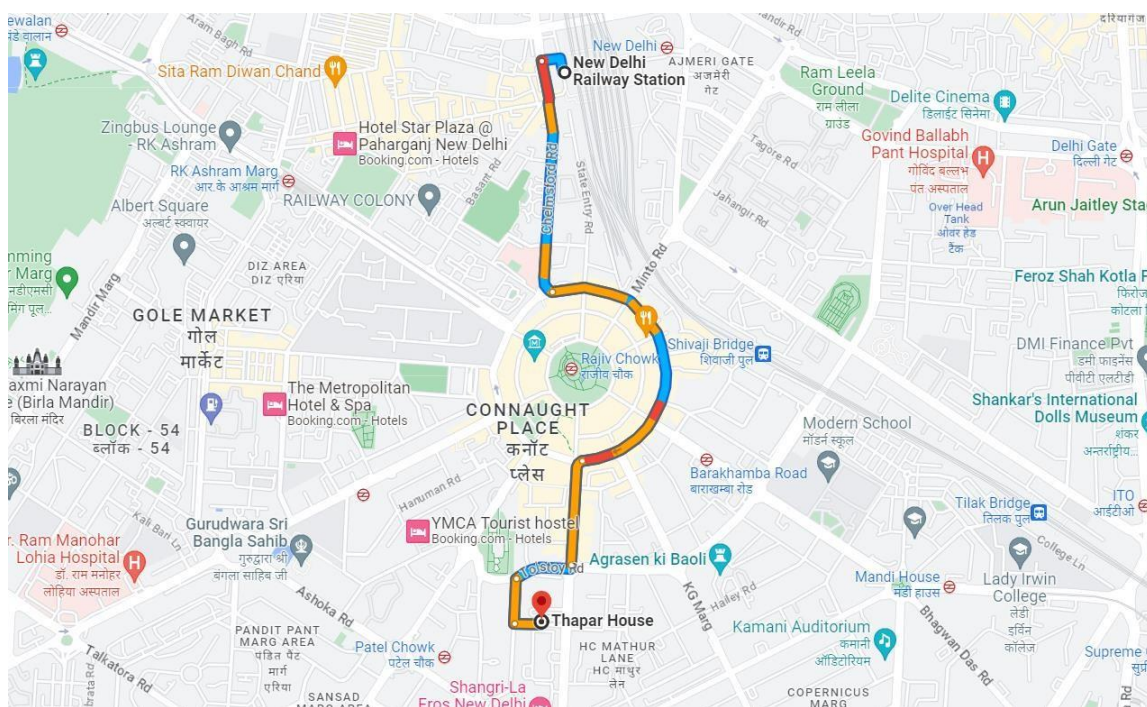 Aram Bagh Rd
Sita Ram Diwan Chand
New Delhi
New Delhi
Railway Station
AJMERI GATE
अजमेरी
गेट
Ram Leela
Ground
राम लीला
ग्राउंड
Delite Cinema
डिलाईट सिनेमा
Govind Ballabh
Pant Hospital
गोविंद बल्लभ
पंत अस्पताल
Delhi Gate
दिल्ली गेट
Zingbus Lounge
- RK Ashram
Hotel Star Plaza @
Paharganj New Delhi
Booking.com - Hotels
RK Ashram Marg
आर.के आश्रम मार्ग
RAILWAY COLONY
Basant Rd
Chelmsford Rd
State Entry Rd
Tagore Rd
Jahangir Rd
Over Head
Tank
ओवर हेड
टैंक
Arun Jaitley Sta
Albert Square
अल्बर्ट स्क्वायर
DIZ AREA
DIZ एरिया
Mandir Marg
Minto Rd
Feroz Shah Kotla F
GOLE MARKET
गोल
मार्केट
Rajiv Chowk
राजीव चौक
Shivaji Bridge
शिवाजी पुल
DMI Finance Pvt
डमी फाइनेंस
पीवीटी एलटीडी
axmi Narayan
e (Birla Mandir)
बिरला मंदिर
The Metropolitan
Hotel & Spa
Booking.com - Hotels
CONNAUGHT
PLACE
कनॉट
प्लेस
BLOCK - 54
ब्लॉक - 54
Shankar's International
Dolls Museum
शंकर
अन्तर्राष्ट्रीय...
Modern School
मॉडर्न स्कूल
Barakhamba Road
बाराखम्बा रोड
Hanuman Rd
Kali Bari Ln
Gurudwara Sri
Bangla Sahib
गुरुद्वारा श्री
बंगला साहिब जी
YMCA Tourist hostel
Booking.com - Hotels
Tilak Bridge
तिलक पुल
ITO
आईटीओ
r. Ram Manohar
Lohia Hospital
डॉ. राम मनोहर
लोहिया अस्पताल
Tolstoy Rd
Agrasen ki Baoli
College Ln
Mandi House
मंडी हाउस
Lady Irwin
College
लेडी
इर्विन
कॉलेज
Ashoka Rd
Thapar House
KG Marg
Hailey Rd
Bhagwan Das Rd
Kamani Auditorium
कमानी
ऑडिटोरियम
PANDIT PANT
MARG AREA
पंडित पैंट
मार्ग
एरिया
Patel Chowk
पटेल चौक
HC MATHUR
LANE
HC माथुर
लेन
Talkatora Rd
Supreme
SANSAD
Shangri-La
Eros New Delhi
COPERNICUS
MARG